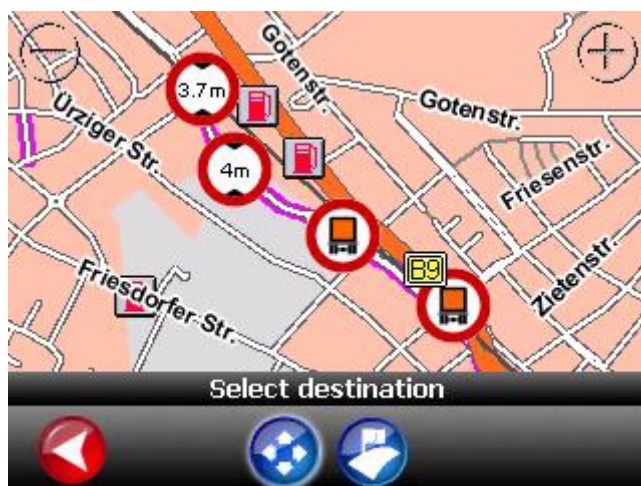 Gotenstr.
3.7m
Ürziger Str.
Gotenstr.
4m
Friesenstr.
B9
Zietenstr.
Friesdorfer Str.
Select destination